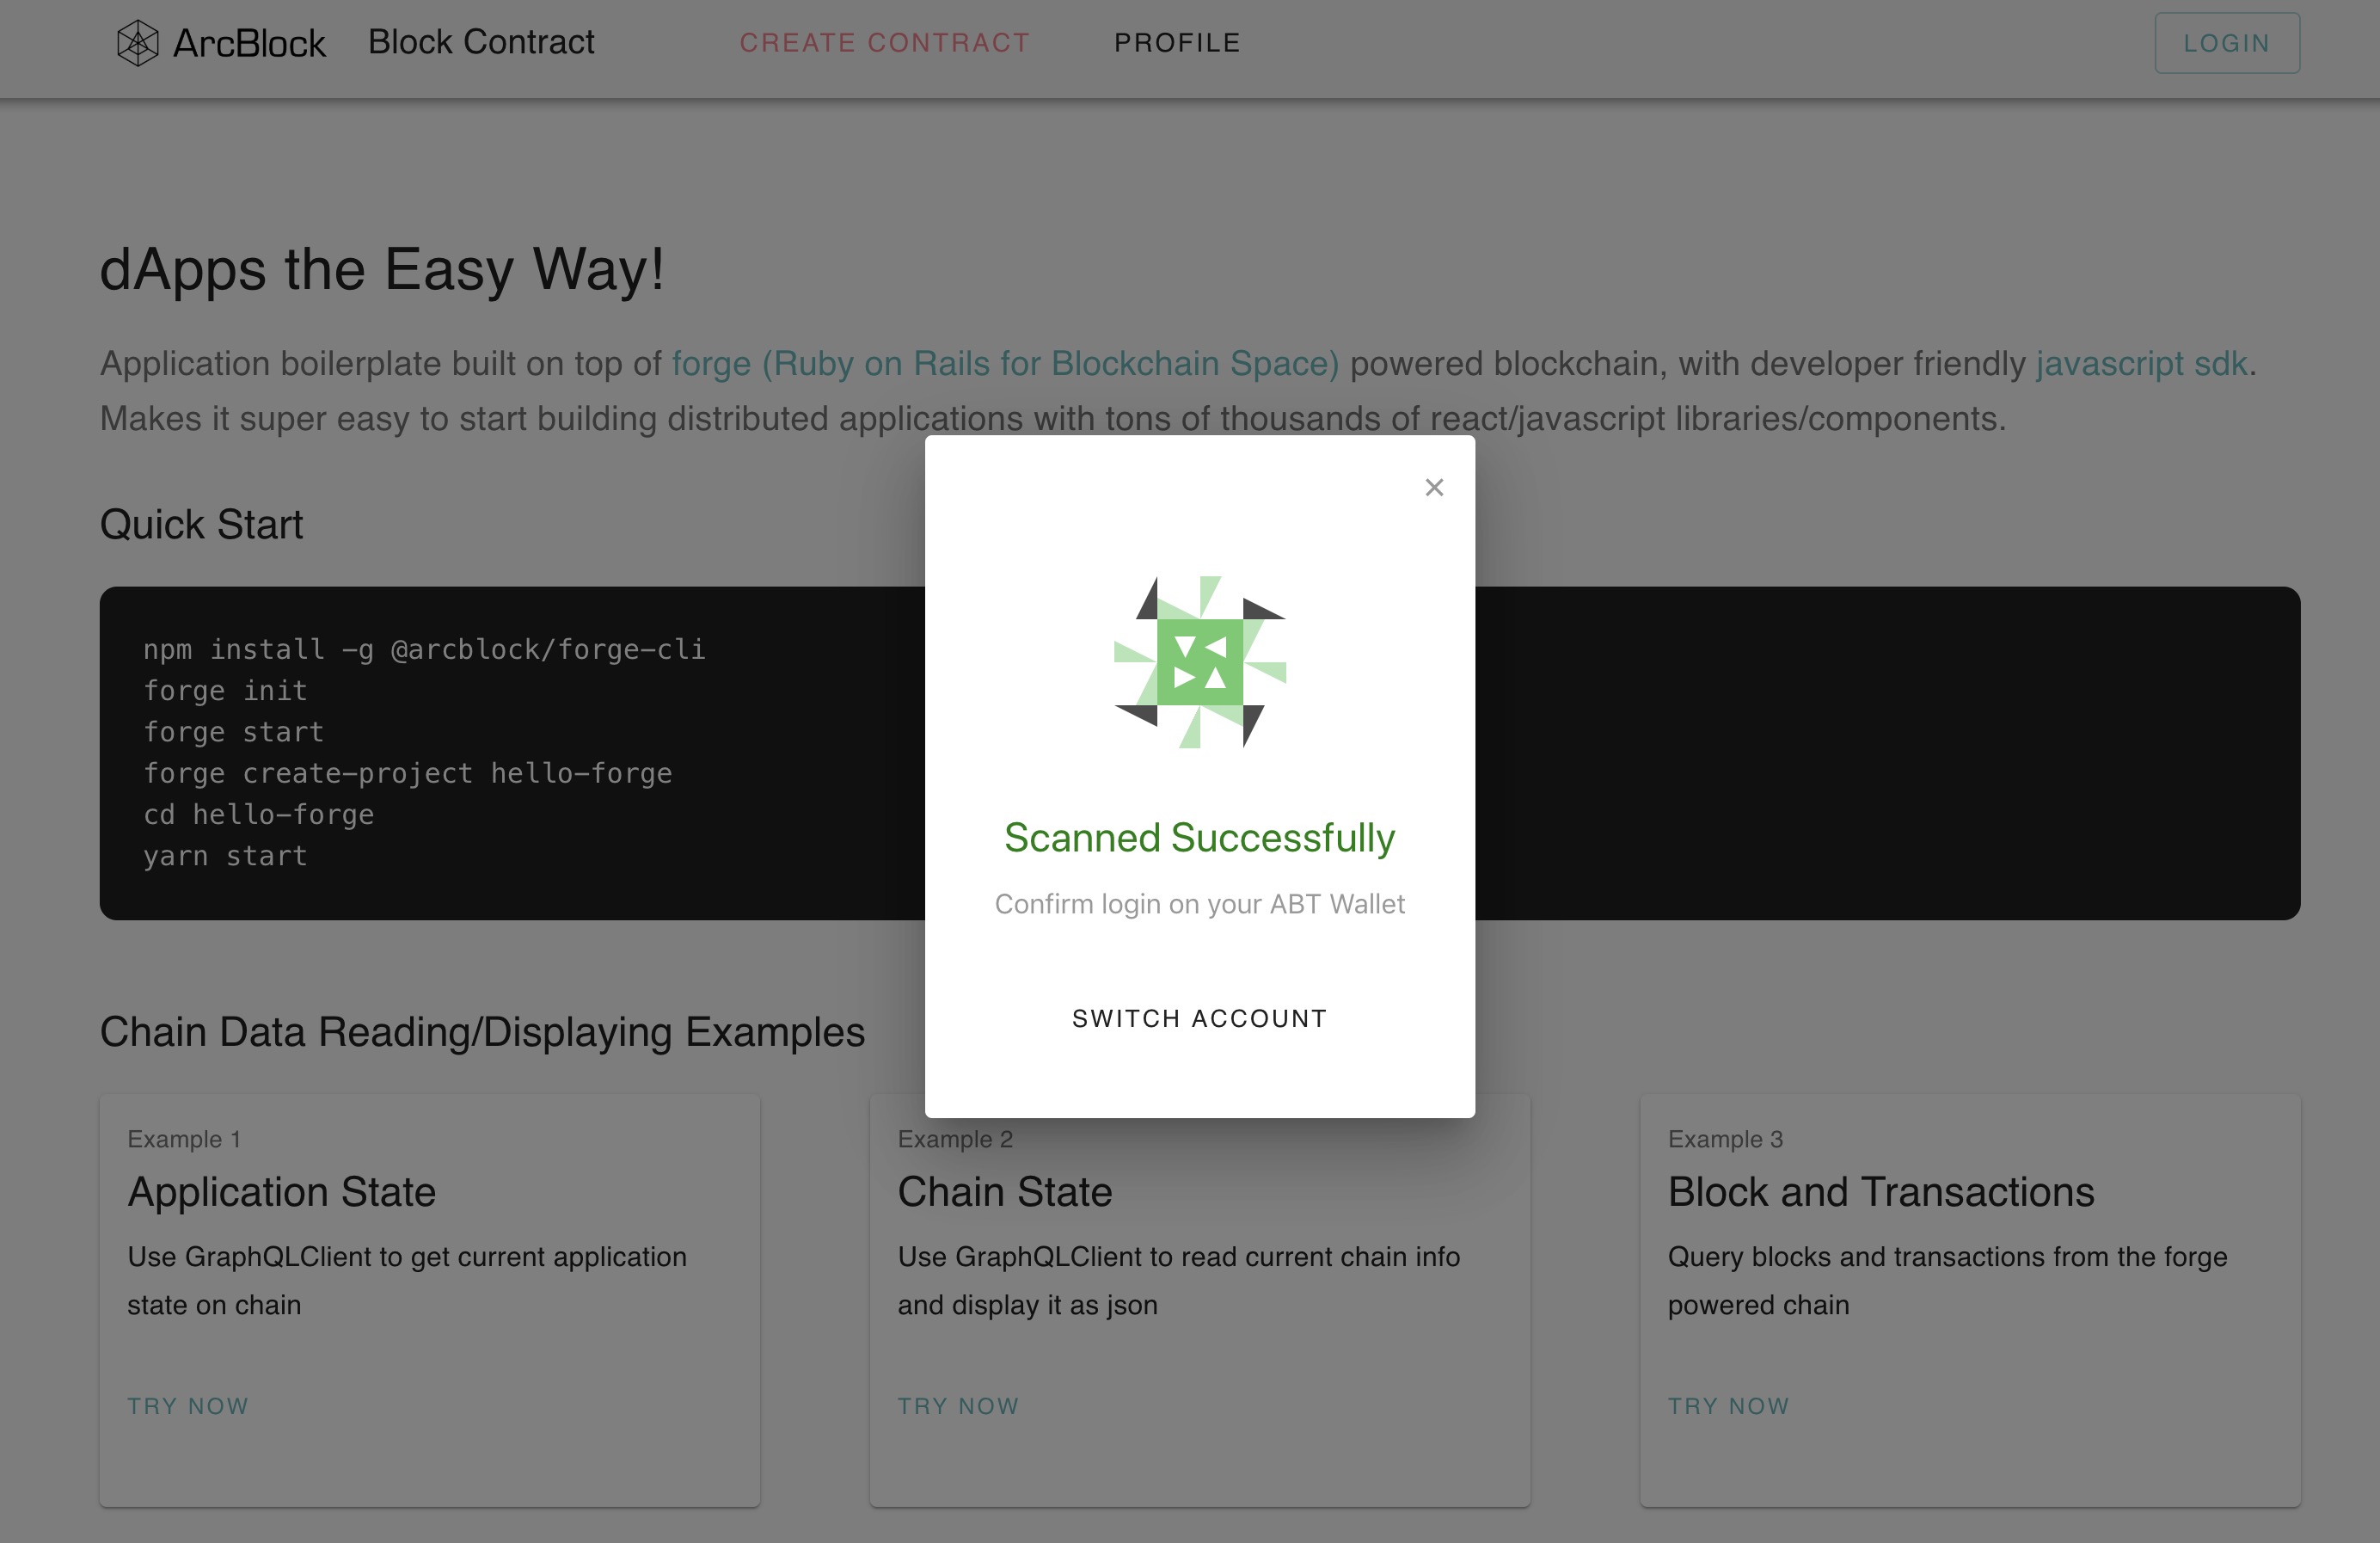 ArcBlock Block Contract CREATE CONTRACT PROFILE LOGIN
dApps the Easy Way!
Application boilerplate built on top of forge (Ruby on Rails for Blockchain Space) powered blockchain, with developer friendly javascript sdk.
Makes it super easy to start building distributed applications with tons of thousands of react/javascript libraries/components.
Quick Start
npm install -g @arcblock/forge-cli
forge init
forge start
forge create-project hello-forge
cd hello-forge
yarn start
×
Scanned Successfully
Confirm login on your ABT Wallet
SWITCH ACCOUNT
Chain Data Reading/Displaying Examples
Example 1
Application State
Use GraphQLClient to get current application
state on chain
TRY NOW
Example 2
Chain State
Use GraphQLClient to read current chain info
and display it as json
TRY NOW
Example 3
Block and Transactions
Query blocks and transactions from the forge
powered chain
TRY NOW